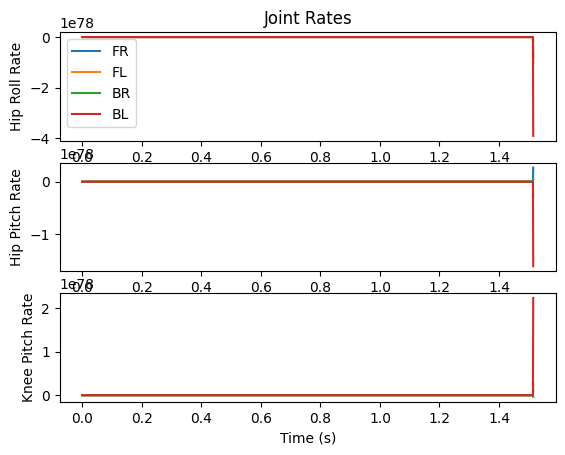 Joint Rates
1e78
Hip Roll Rate
0
−2
−4
FR
FL
BR
BL
0.0 0.2 0.4 0.6 0.8 1.0 1.2 1.4
1e78
Hip Pitch Rate
0
−1
0.0 0.2 0.4 0.6 0.8 1.0 1.2 1.4
1e78
Knee Pitch Rate
2
1
0
0.0 0.2 0.4 0.6 0.8 1.0 1.2 1.4
Time (s)